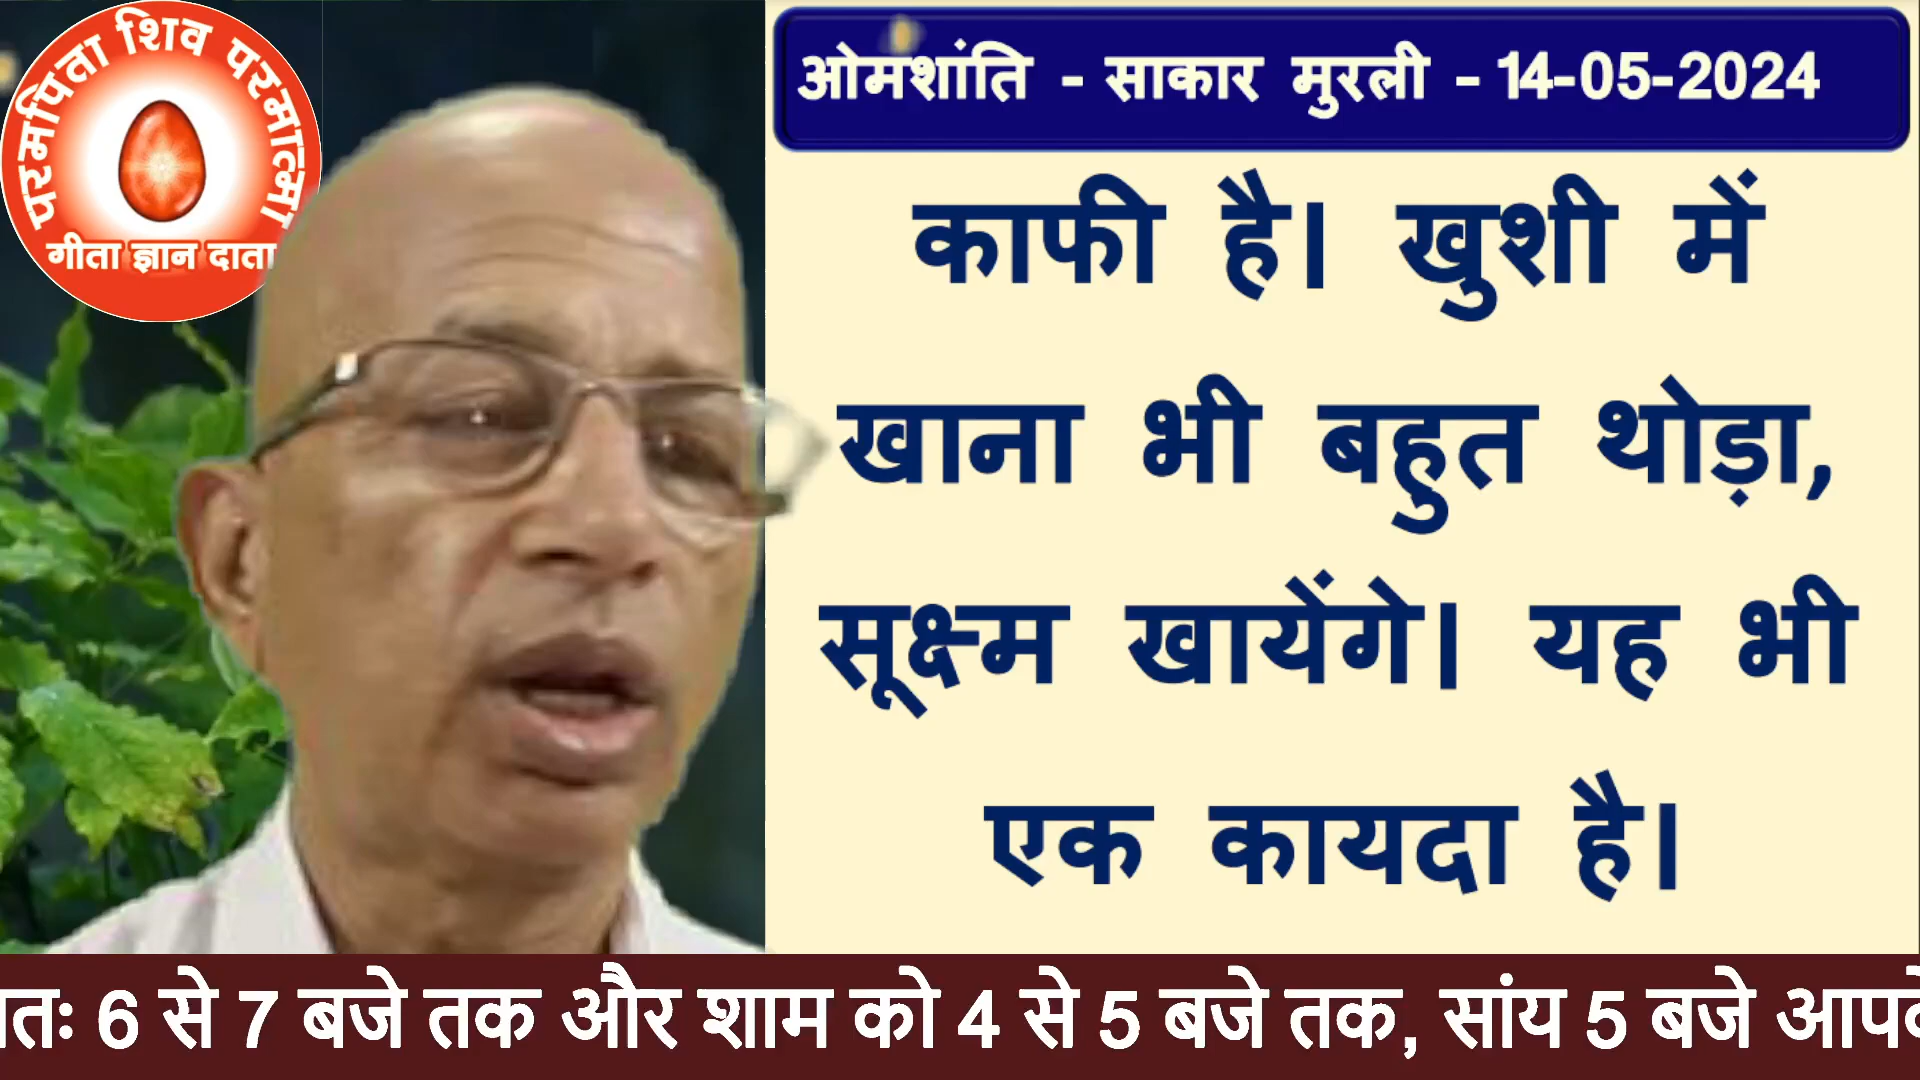 परमपिता शिव परमात्मा
गीता ज्ञान दाता
ओमशांति - साकार मुरली - 14-05-2024
काफी है। खुशी में
खाना भी बहुत थोड़ा,
सूक्ष्म खायेंगे। यह भी
एक कायदा है।
6 से 7 बजे तक और शाम को 4 से 5 बजे तक, सांय 5 बजे